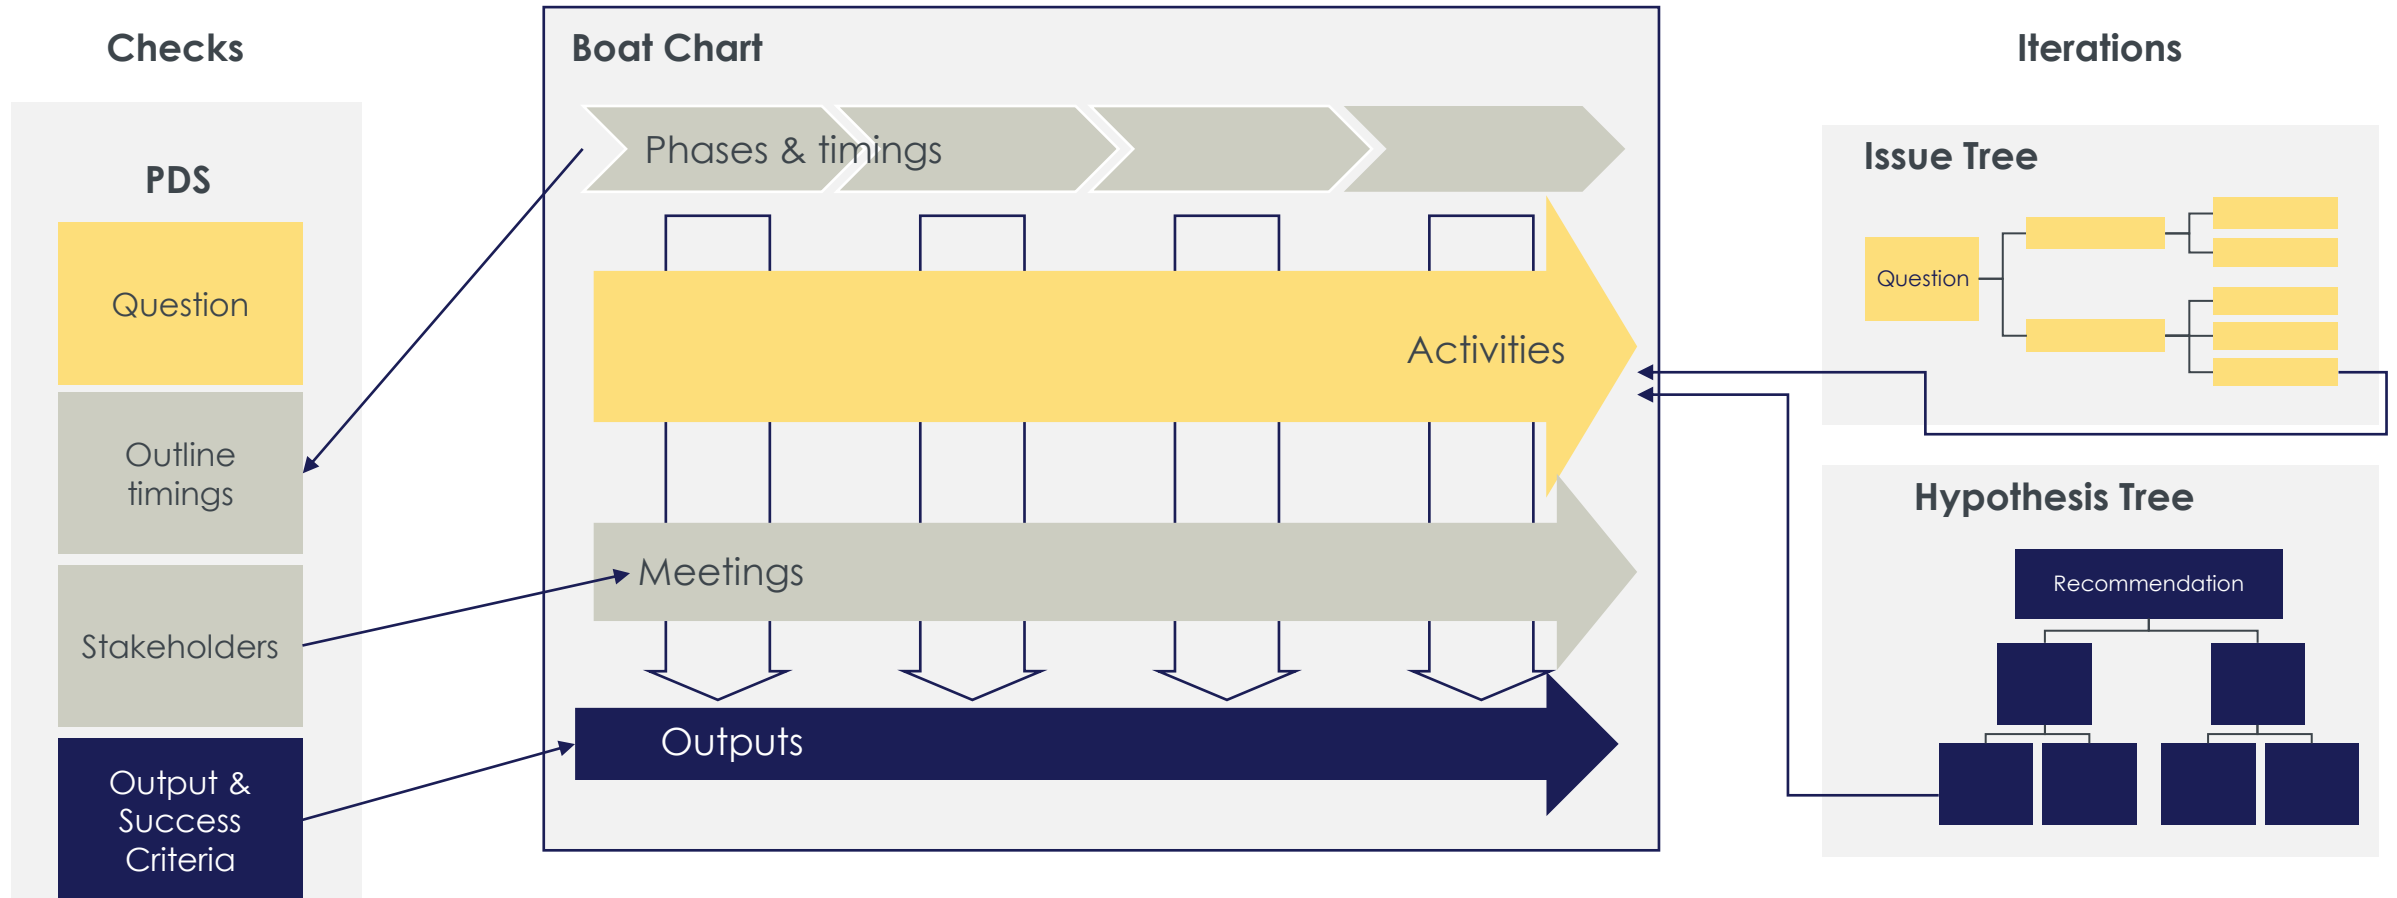 Checks
PDS
Question
Outline
timings
Stakeholders
Output &
Success
Criteria
Boat Chart
Phases & timings
Activities
Meetings
Outputs
Iterations
Issue Tree
Question
Hypothesis Tree
Recommendation